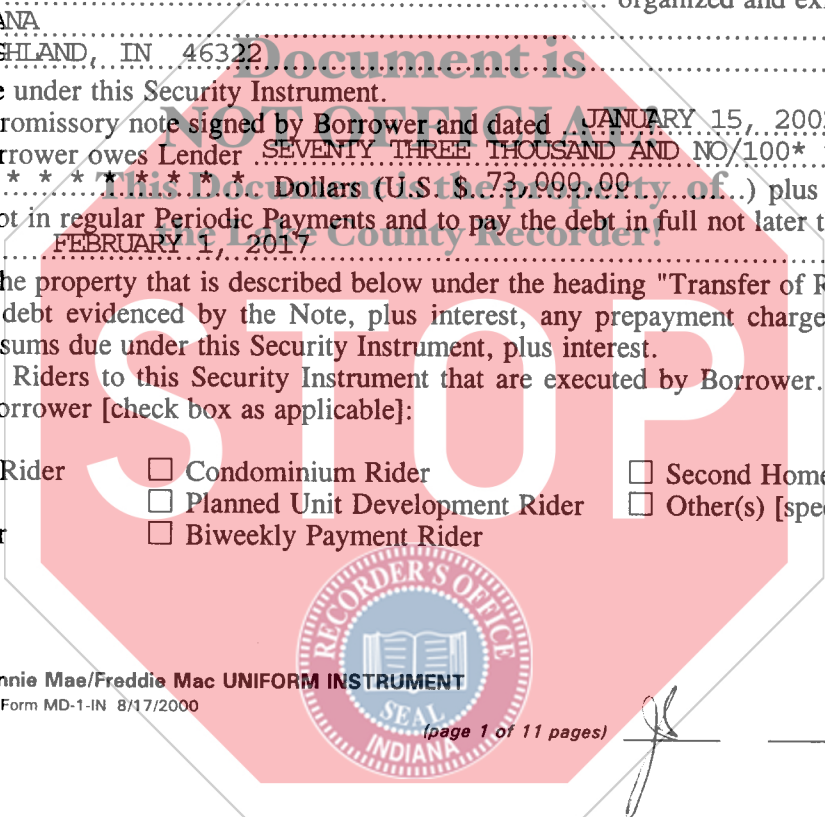 organized and exi
ANA
GHLAND, IN 46322
Document is
e under this Security Instrument.
NOT OFFICIAL!
romissory note signed by Borrower and dated JANUARY 15, 200
rrower owes Lender SEVENTY THREE THOUSAND AND NO/100*
* * * * * * * * * Dollars (U.S. $ 73,000.00 ) plus
This Document is the property of
bt in regular Periodic Payments and to pay the debt in full not later t
the Lake County Recorder!
FEBRUARY 1, 2017
he property that is described below under the heading "Transfer of R
debt evidenced by the Note, plus interest, any prepayment charge
sums due under this Security Instrument, plus interest.
Riders to this Security Instrument that are executed by Borrower.
orrower [check box as applicable]:
STOP
Rider ☐ Condominium Rider ☐ Second Home
☐ Planned Unit Development Rider ☐ Other(s) [spe
r ☐ Biweekly Payment Rider
RECORDER'S OFFICE
SEAL
INDIANA
nnie Mae/Freddie Mac UNIFORM INSTRUMENT
Form MD-1-IN 8/17/2000
(page 1 of 11 pages)